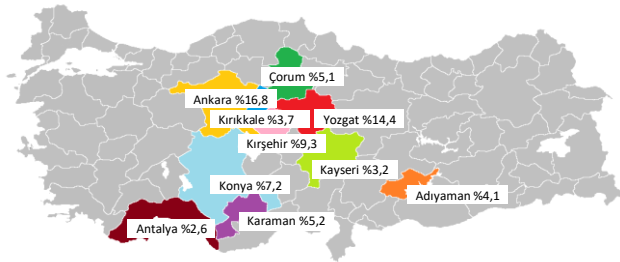 Çorum %5,1
Ankara %16,8
Kırıkkale %3,7
Yozgat %14,4
Kırşehir %9,3
Kayseri %3,2
Konya %7,2
Adıyaman %4,1
Karaman %5,2
Antalya %2,6